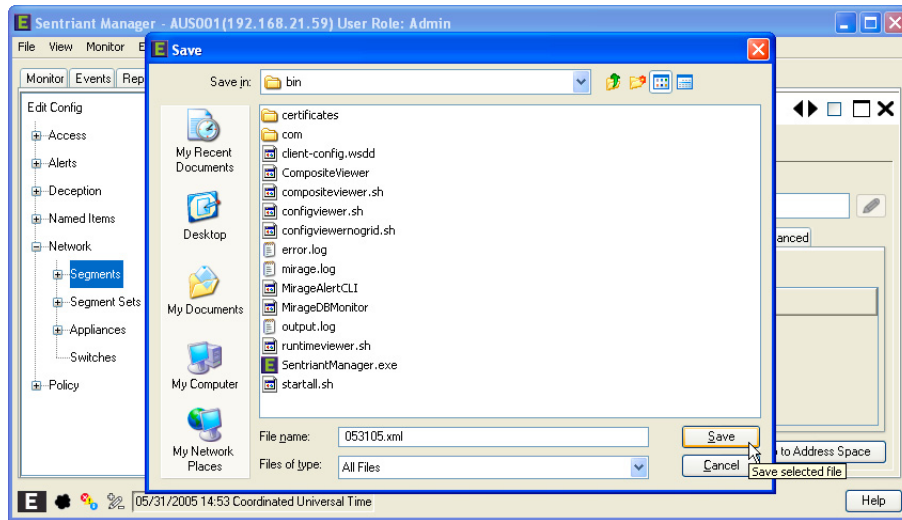 E Sentriant Manager - AUS001(192.168.21.59) User Role: Admin
File View Monitor E
E Save
Monitor Events Rep
Save in: bin
Edit Config
Access
Alerts
Deception
Named Items
Network
Segments
Segment Sets
Appliances
Switches
Policy
My Recent Documents
Desktop
My Documents
My Computer
My Network Places
certificates
com
client-config.wsdd
CompositeViewer
compositeviewer.sh
configviewer.sh
configviewernogrid.sh
error.log
mirage.log
MirageAlertCLI
MirageDBMonitor
output.log
runtimeviewer.sh
SentriantManager.exe
startall.sh
anced
File name: 053105.xml Save
Files of type: All Files Cancel
to Address Space
Save selected file
E 05/31/2005 14:53 Coordinated Universal Time Help